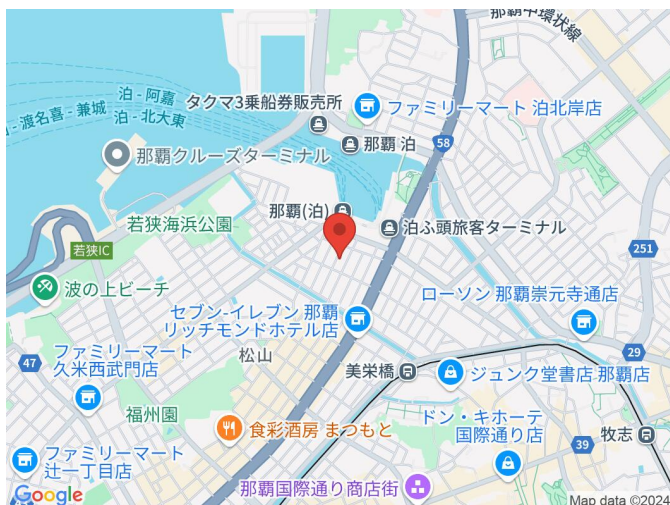 那覇中環状線
タクマ3乗船券販売所
泊 - 阿嘉
渡名喜 - 兼城
泊 - 北大東
ファミリーマート 泊北岸店
58
那覇 泊
那覇クルーズターミナル
那覇(泊)
若狭海浜公園
泊ふ頭旅客ターミナル
251
若狭IC
波の上ビーチ
ローソン 那覇崇元寺通店
セブン-イレブン 那覇
リッチモンドホテル店
47
ファミリーマート
久米西武門店
松山
美栄橋
29
ジュンク堂書店 那覇店
福州園
食彩酒房 まつもと
ドン・キホーテ
国際通り店
39
牧志
ファミリーマート
辻一丁目店
那覇国際通り商店街
Google
Map data ©2024